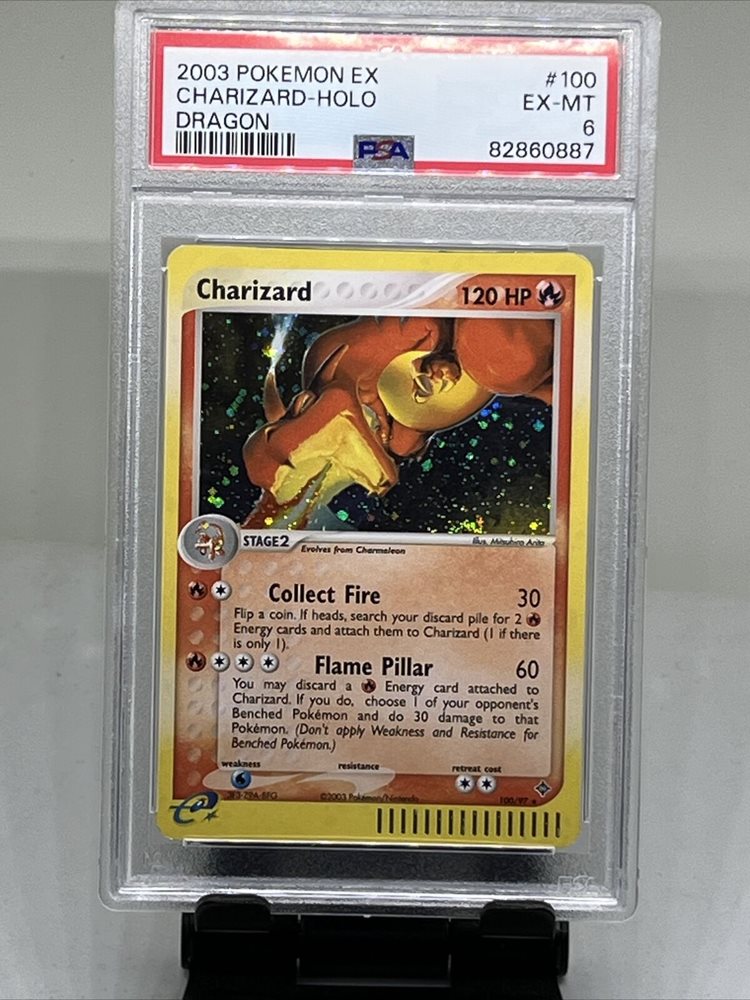 2003 POKEMON EX #100
CHARIZARD-HOLO EX-MT
DRAGON 6
PSA 82860887
Charizard 120 HP
STAGE2
Evolves from Charmeleon
Illus. Mitsuhiro Arita
Collect Fire 30
Flip a coin. If heads, search your discard pile for 2
Energy cards and attach them to Charizard (1 if there
is only 1).
Flame Pillar 60
You may discard a Energy card attached to
Charizard. If you do, choose 1 of your opponent's
Benched Pokémon and do 30 damage to that
Pokémon. (Don't apply Weakness and Resistance for
Benched Pokémon.)
weakness resistance retreat cost
©2003 Pokémon/Nintendo 100/97
e